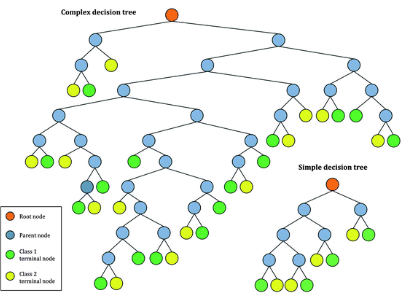 Complex decision tree
Simple decision tree
Root node
Parent node
Class 1
terminal node
Class 2
terminal node